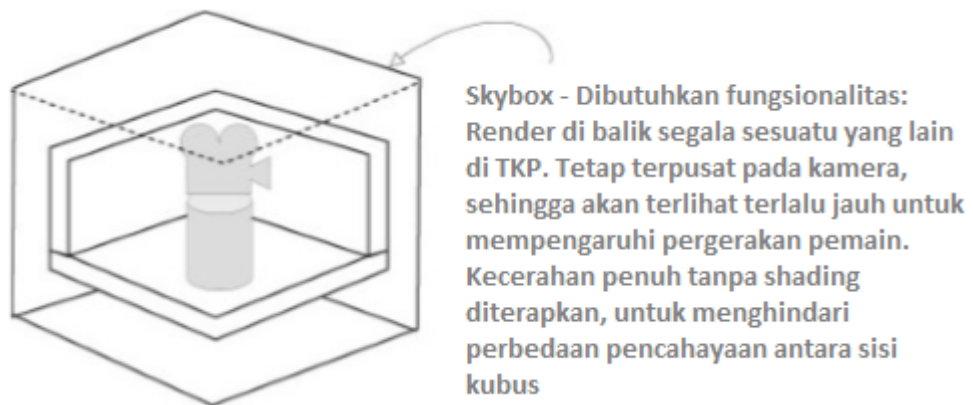 Skybox - Dibutuhkan fungsionalitas:
Render di balik segala sesuatu yang lain
di TKP. Tetap terpusat pada kamera,
sehingga akan terlihat terlalu jauh untuk
mempengaruhi pergerakan pemain.
Kecerahan penuh tanpa shading
diterapkan, untuk menghindari
perbedaan pencahayaan antara sisi
kubus